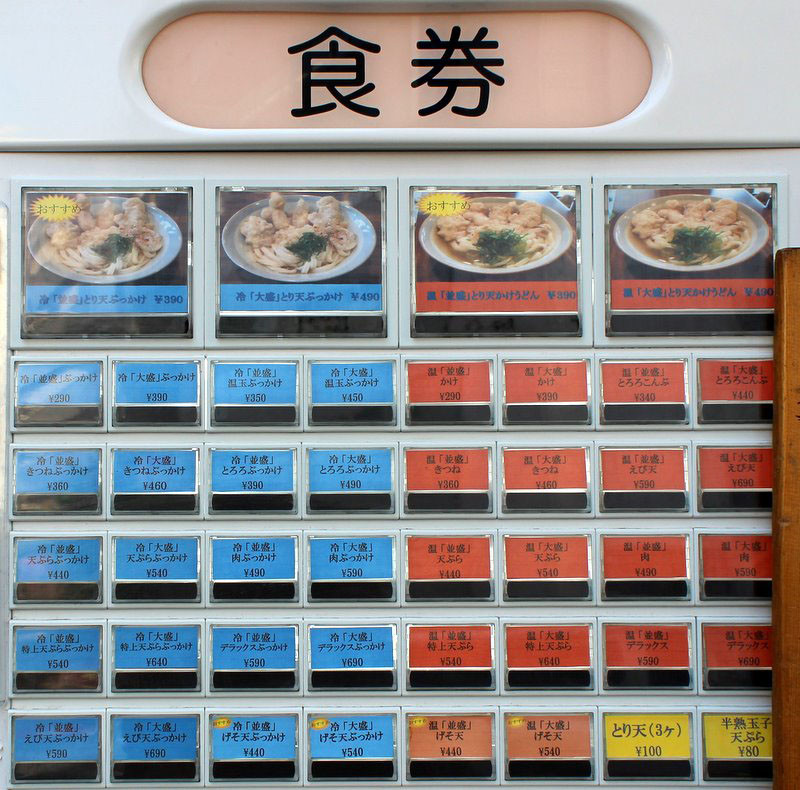 食券
おすすめ
冷「並盛」とり天ぶっかけ ¥390
冷「大盛」とり天ぶっかけ ¥490
おすすめ
温「並盛」とり天かけうどん ¥390
温「大盛」とり天かけうどん ¥490
冷「並盛」ぶっかけ
¥290
冷「大盛」ぶっかけ
¥390
冷「並盛」
温玉ぶっかけ
¥350
冷「大盛」
温玉ぶっかけ
¥450
温「並盛」
かけ
¥290
温「大盛」
かけ
¥390
温「並盛」
とろろこんぶ
¥340
温「大盛」
とろろこんぶ
¥440
冷「並盛」
きつねぶっかけ
¥360
冷「大盛」
きつねぶっかけ
¥460
冷「並盛」
とろろぶっかけ
¥390
冷「大盛」
とろろぶっかけ
¥490
温「並盛」
きつね
¥360
温「大盛」
きつね
¥460
温「並盛」
えび天
¥590
温「大盛」
えび天
¥690
冷「並盛」
天ぷらぶっかけ
¥440
冷「大盛」
天ぷらぶっかけ
¥540
冷「並盛」
肉ぶっかけ
¥490
冷「大盛」
肉ぶっかけ
¥590
温「並盛」
天ぷら
¥440
温「大盛」
天ぷら
¥540
温「並盛」
肉
¥490
温「大盛」
肉
¥590
冷「並盛」
特上天ぷらぶっかけ
¥540
冷「大盛」
特上天ぷらぶっかけ
¥640
冷「並盛」
デラックスぶっかけ
¥590
冷「大盛」
デラックスぶっかけ
¥690
温「並盛」
特上天ぷら
¥540
温「大盛」
特上天ぷら
¥640
温「並盛」
デラックス
¥590
温「大盛」
デラックス
¥690
冷「並盛」
えび天ぶっかけ
¥590
冷「大盛」
えび天ぶっかけ
¥690
冷「並盛」
げそ天ぶっかけ
¥440
冷「大盛」
げそ天ぶっかけ
¥540
温「並盛」
げそ天
¥440
温「大盛」
げそ天
¥540
とり天(3ヶ)
¥100
半熟玉子
天ぷら
¥80